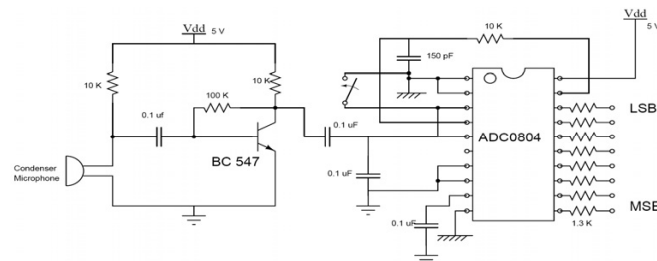 Vdd
5 V
10 K
10 K
100 K
0.1 uf
BC 547
Condenser
Microphone
0.1 uF
0.1 uF
150 pF
10 K
Vdd
5 V
ADC0804
LSB
MSB
1.3 K
0.1 uF